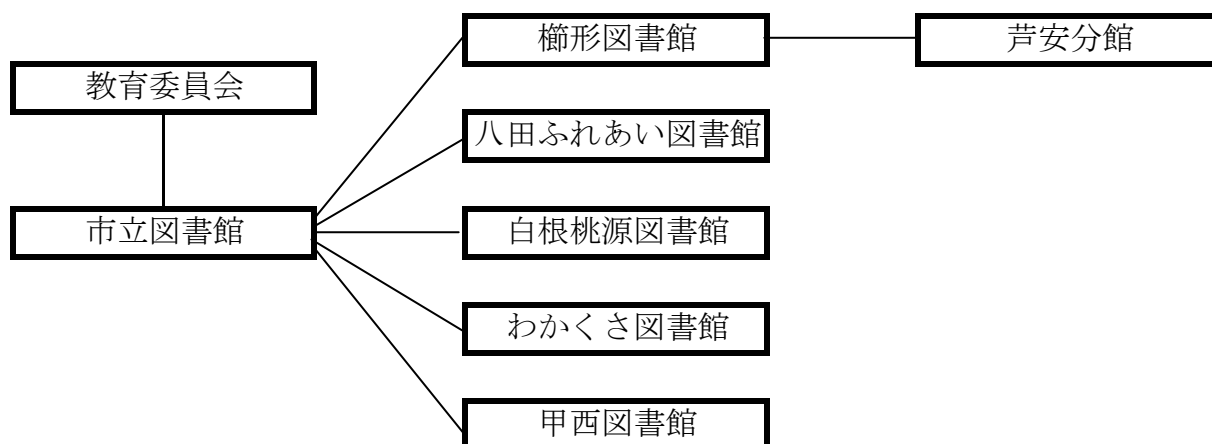 教育委員会
市立図書館
櫛形図書館
芦安分館
八田ふれあい図書館
白根桃源図書館
わかくさ図書館
甲西図書館